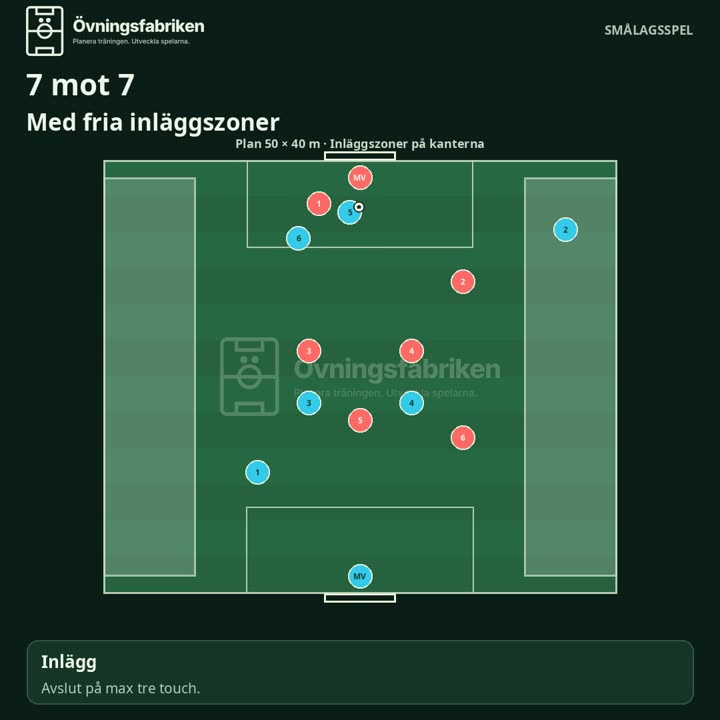 Övningsfabriken
Planera träningen. Utveckla spelarna.
SMÅLAGSSPEL
7 mot 7
Med fria inläggszoner
Plan 50 × 40 m · Inläggszoner på kanterna
MV
1
5
6
2
2
3
4
Övningsfabriken
Planera träningen. Utveckla spelarna.
3
4
5
6
1
MV
Inlägg
Avslut på max tre touch.